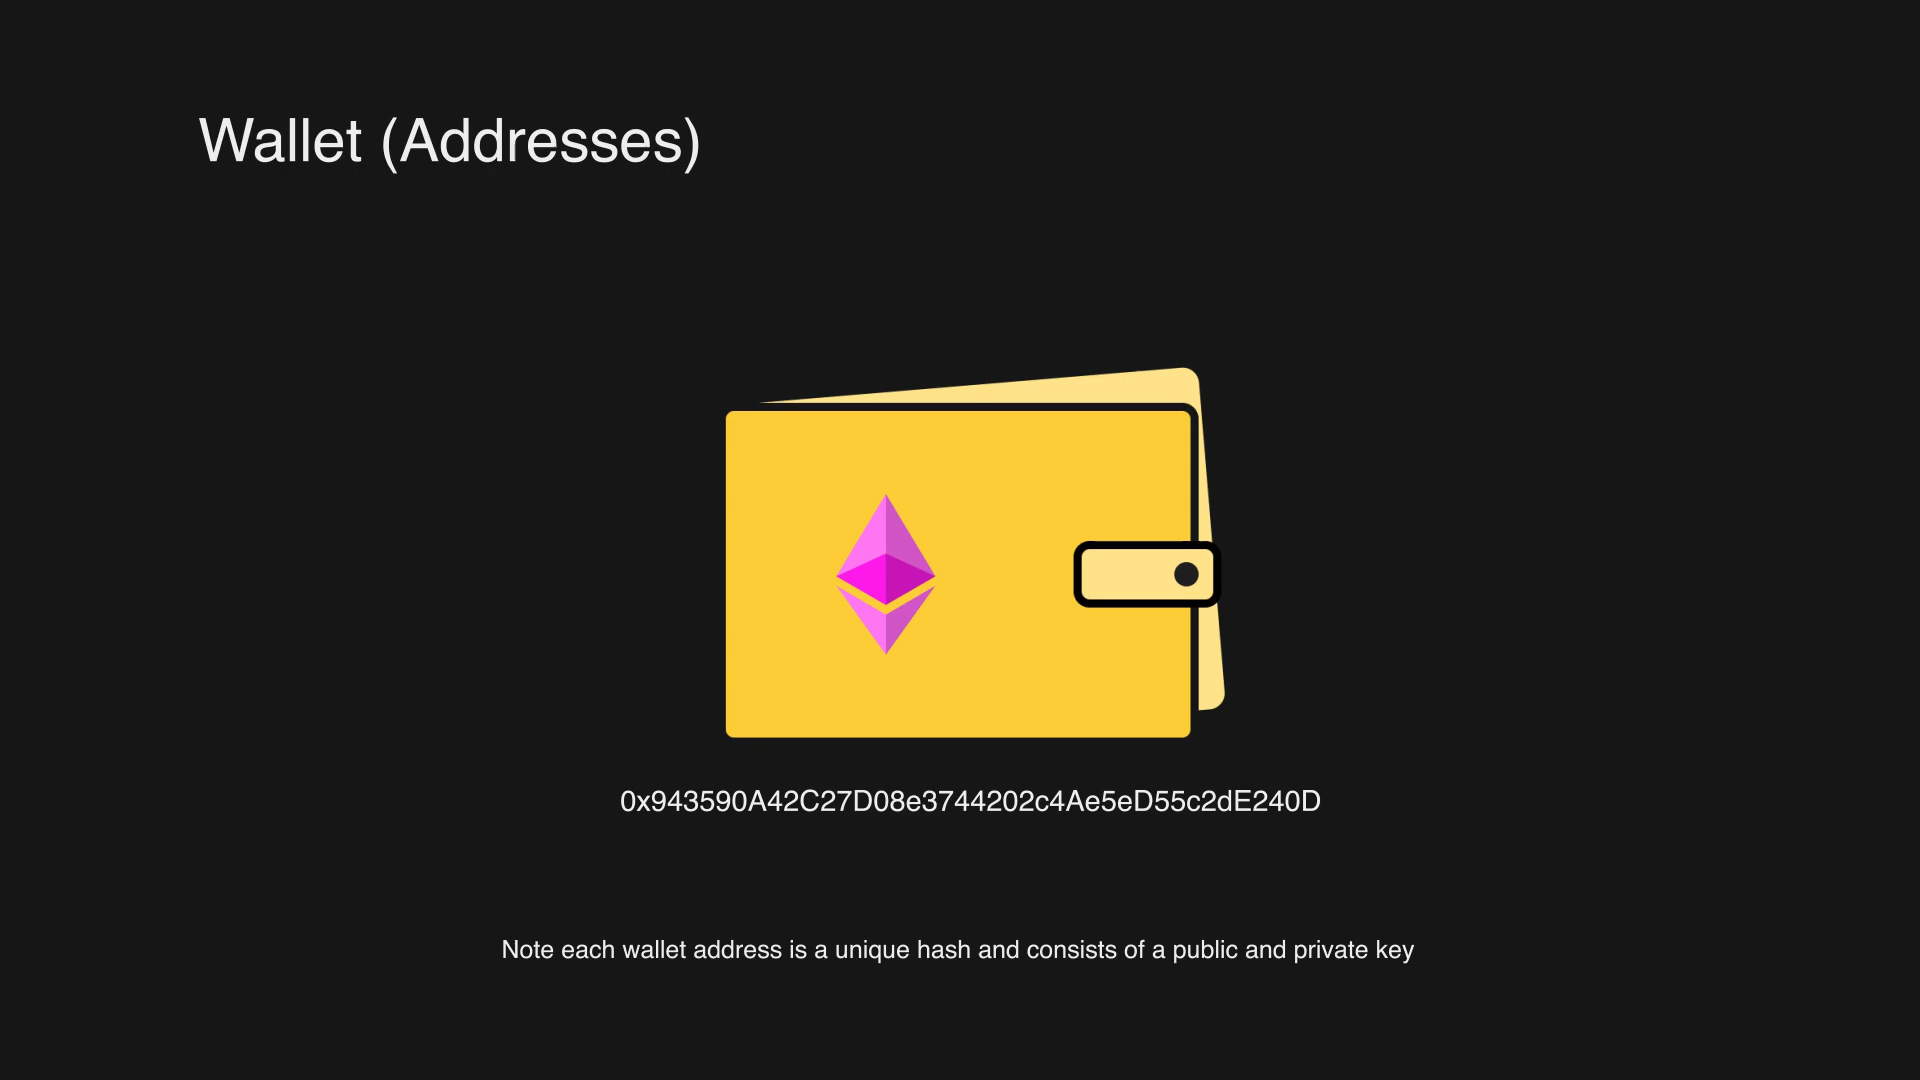 Wallet (Addresses)
0x943590A42C27D08e3744202c4Ae5eD55c2dE240D
Note each wallet address is a unique hash and consists of a public and private key